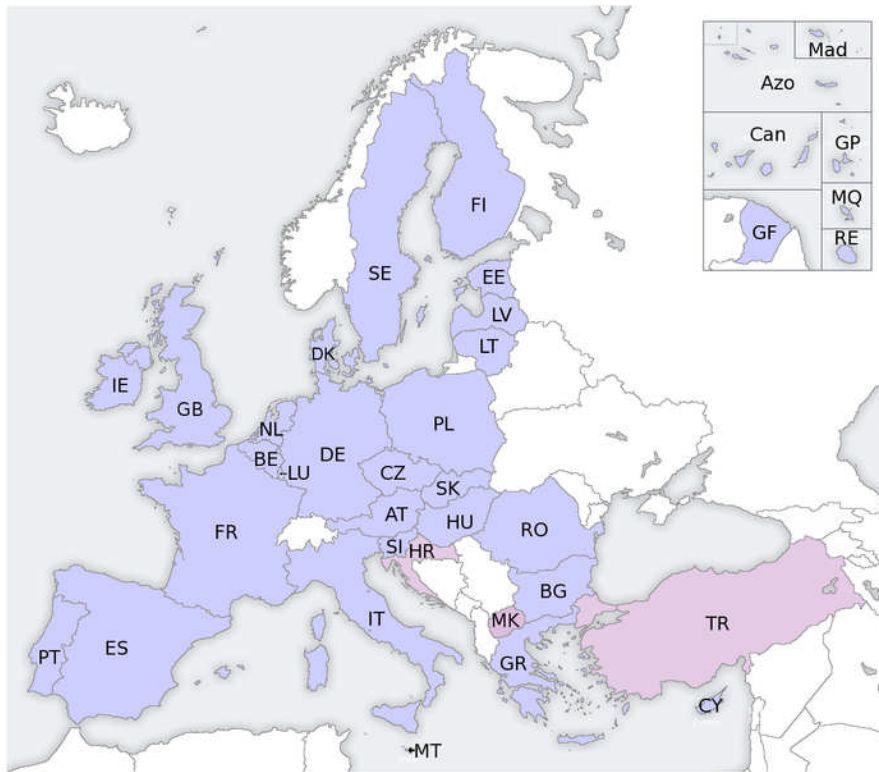 Mad
Azo
Can
GP
MQ
GF
RE
FI
SE
EE
LV
LT
DK
IE
GB
NL
PL
BE
DE
LU
CZ
SK
AT
HU
FR
RO
SI
HR
BG
IT
MK
TR
PT
ES
GR
CY
MT